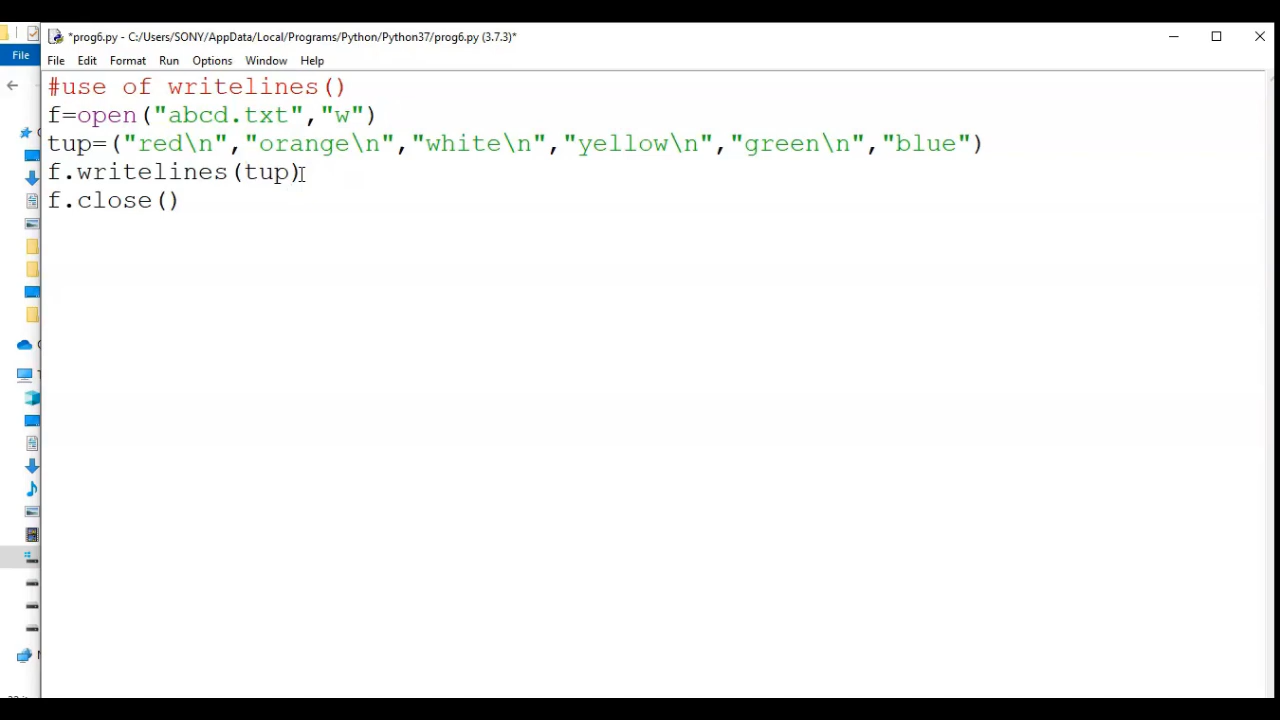 *prog6.py - C:/Users/SONY/AppData/Local/Programs/Python/Python37/prog6.py (3.7.3)*
File
File Edit Format Run Options Window Help
#use of writelines()
f=open("abcd.txt","w")
tup=("red\n","orange\n","white\n","yellow\n","green\n","blue")
f.writelines(tup)
f.close()